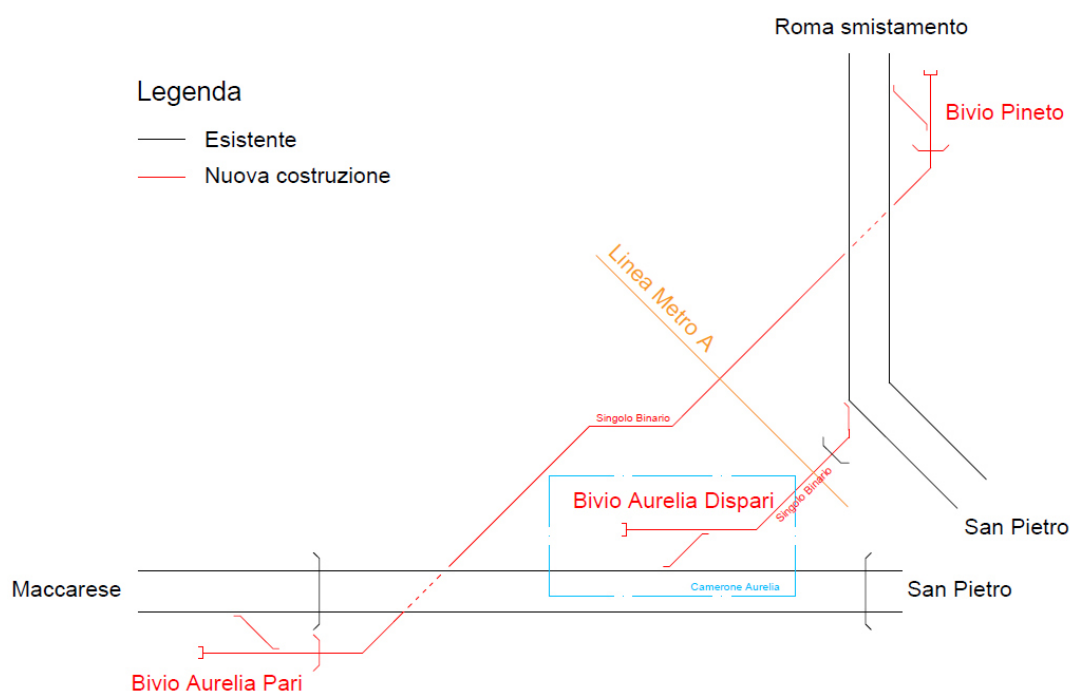 Roma smistamento
Legenda
Bivio Pineto
Esistente
Nuova costruzione
Linea Metro A
Singolo Binario
Singolo Binario
Bivio Aurelia Dispari
San Pietro
Maccarese
Camerone Aurelia
San Pietro
Bivio Aurelia Pari